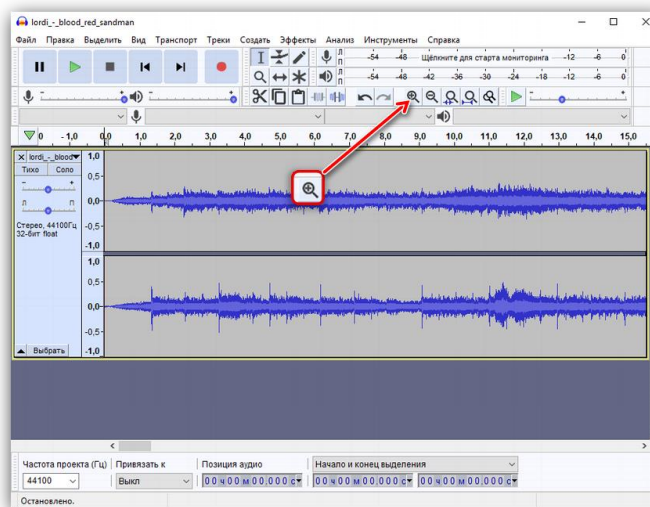 lordi_-_blood_red_sandman
Файл Правка Выделить Вид Транспорт Треки Создать Эффекты Анализ Инструменты Справка
Л П -54 -48 Щёлкните для старта мониторинга -12 -6 0
Л П -54 -48 -42 -36 -30 -24 -18 -12 -6 0
0 -1,0 0,0 1,0 2,0 3,0 4,0 5,0 6,0 7,0 8,0 9,0 10,0 11,0 12,0 13,0 14,0 15,0
lordi_-_blood
Тихо Соло
- +
Л П
Стерео, 44100Гц
32-бит float
1,0
0,5-
0,0-
-0,5-
-1,0
1,0
0,5-
0,0-
-0,5-
-1,0
Выбрать
Частота проекта (Гц) Привязать к Позиция аудио Начало и конец выделения
44100 Выкл 00 ч 00 м 00,000 с 00 ч 00 м 00,000 с 00 ч 00 м 00,000 с
Остановлено.